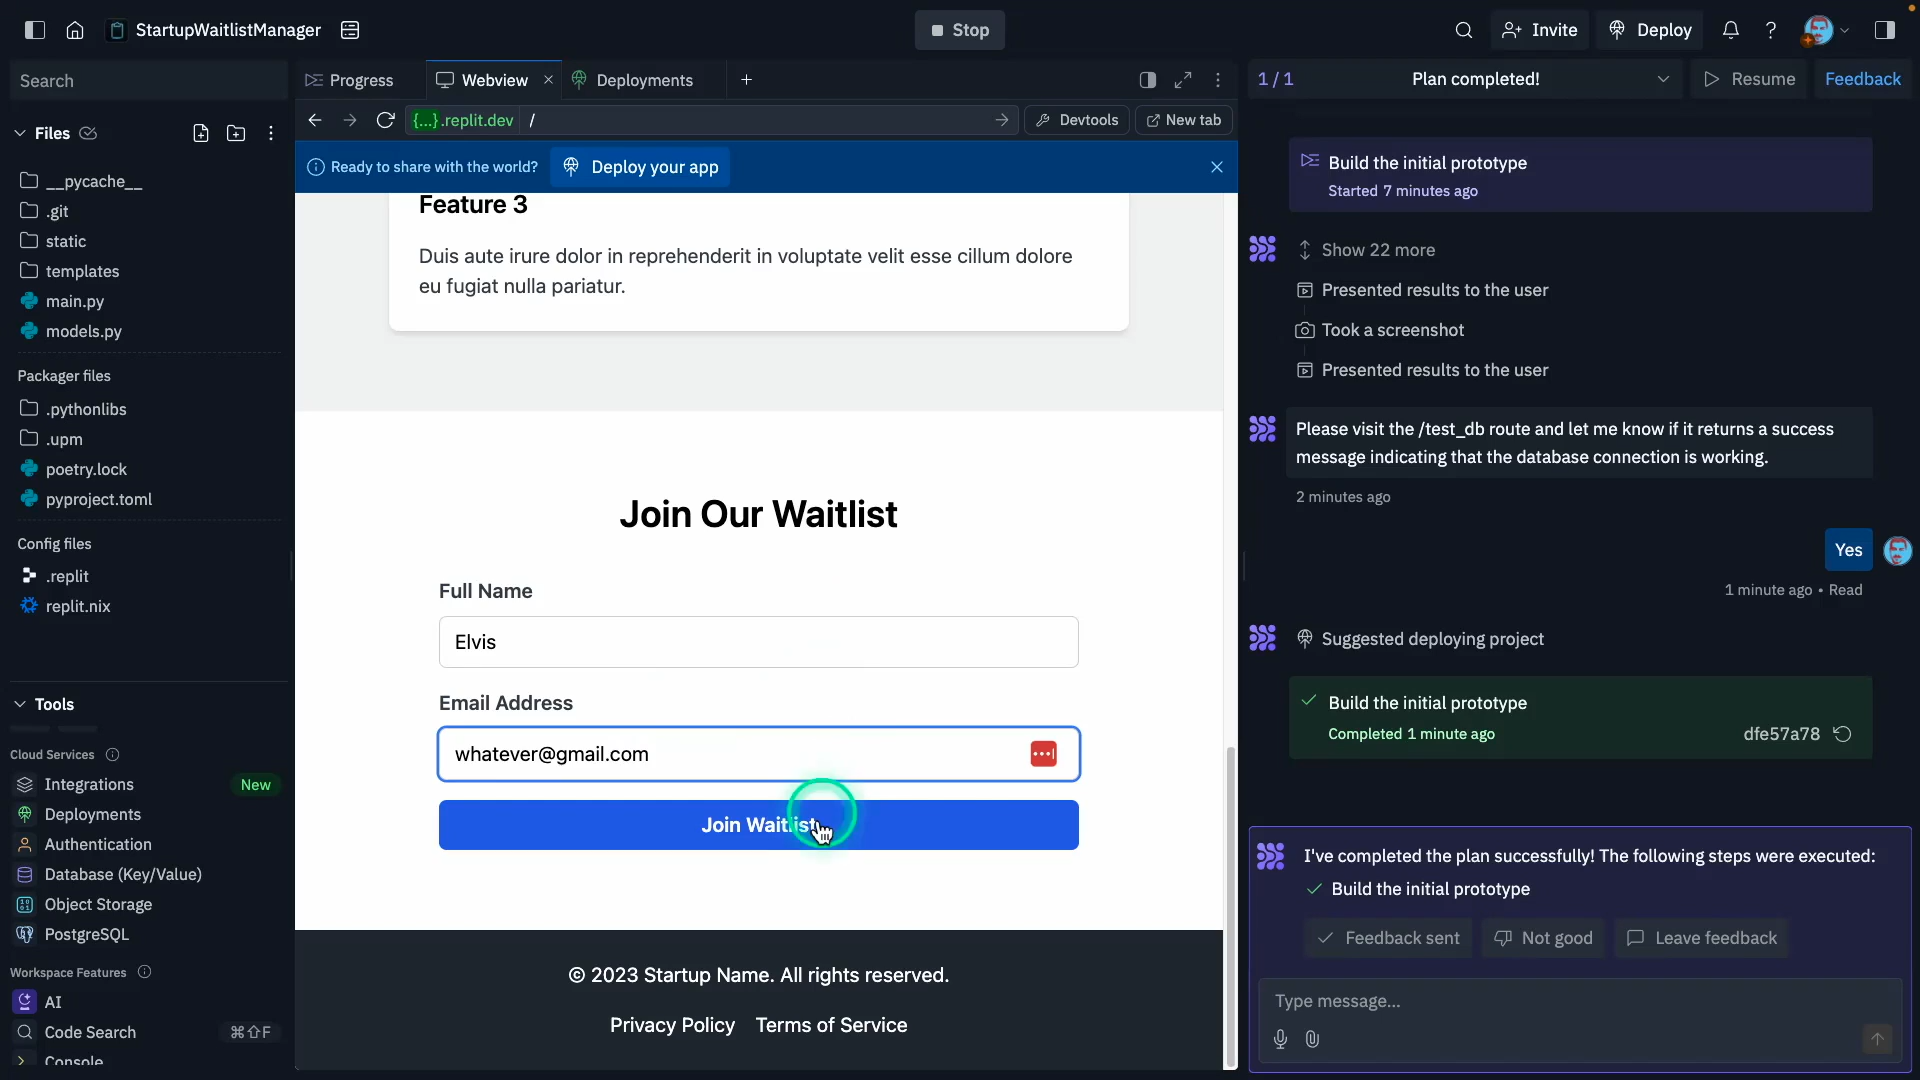 StartupWaitlistManager
Stop
Invite
Deploy
Search
Files
__pycache__
.git
static
templates
main.py
models.py
Packager files
.pythonlibs
.upm
poetry.lock
pyproject.toml
Config files
.replit
replit.nix
Tools
Cloud Services
Integrations New
Deployments
Authentication
Database (Key/Value)
Object Storage
PostgreSQL
Workspace Features
AI
Code Search ⌘⇧F
Console
Progress
Webview
Deployments
{...}.replit.dev /
Devtools
New tab
Ready to share with the world?
Deploy your app
Feature 3
Duis aute irure dolor in reprehenderit in voluptate velit esse cillum dolore
eu fugiat nulla pariatur.
Join Our Waitlist
Full Name
Elvis
Email Address
whatever@gmail.com
Join Waitlist
© 2023 Startup Name. All rights reserved.
Privacy Policy Terms of Service
1 / 1
Plan completed!
Resume
Feedback
Build the initial prototype
Started 7 minutes ago
Show 22 more
Presented results to the user
Took a screenshot
Presented results to the user
Please visit the /test_db route and let me know if it returns a success
message indicating that the database connection is working.
2 minutes ago
Yes
1 minute ago • Read
Suggested deploying project
Build the initial prototype
Completed 1 minute ago
dfe57a78
I've completed the plan successfully! The following steps were executed:
Build the initial prototype
Feedback sent
Not good
Leave feedback
Type message...